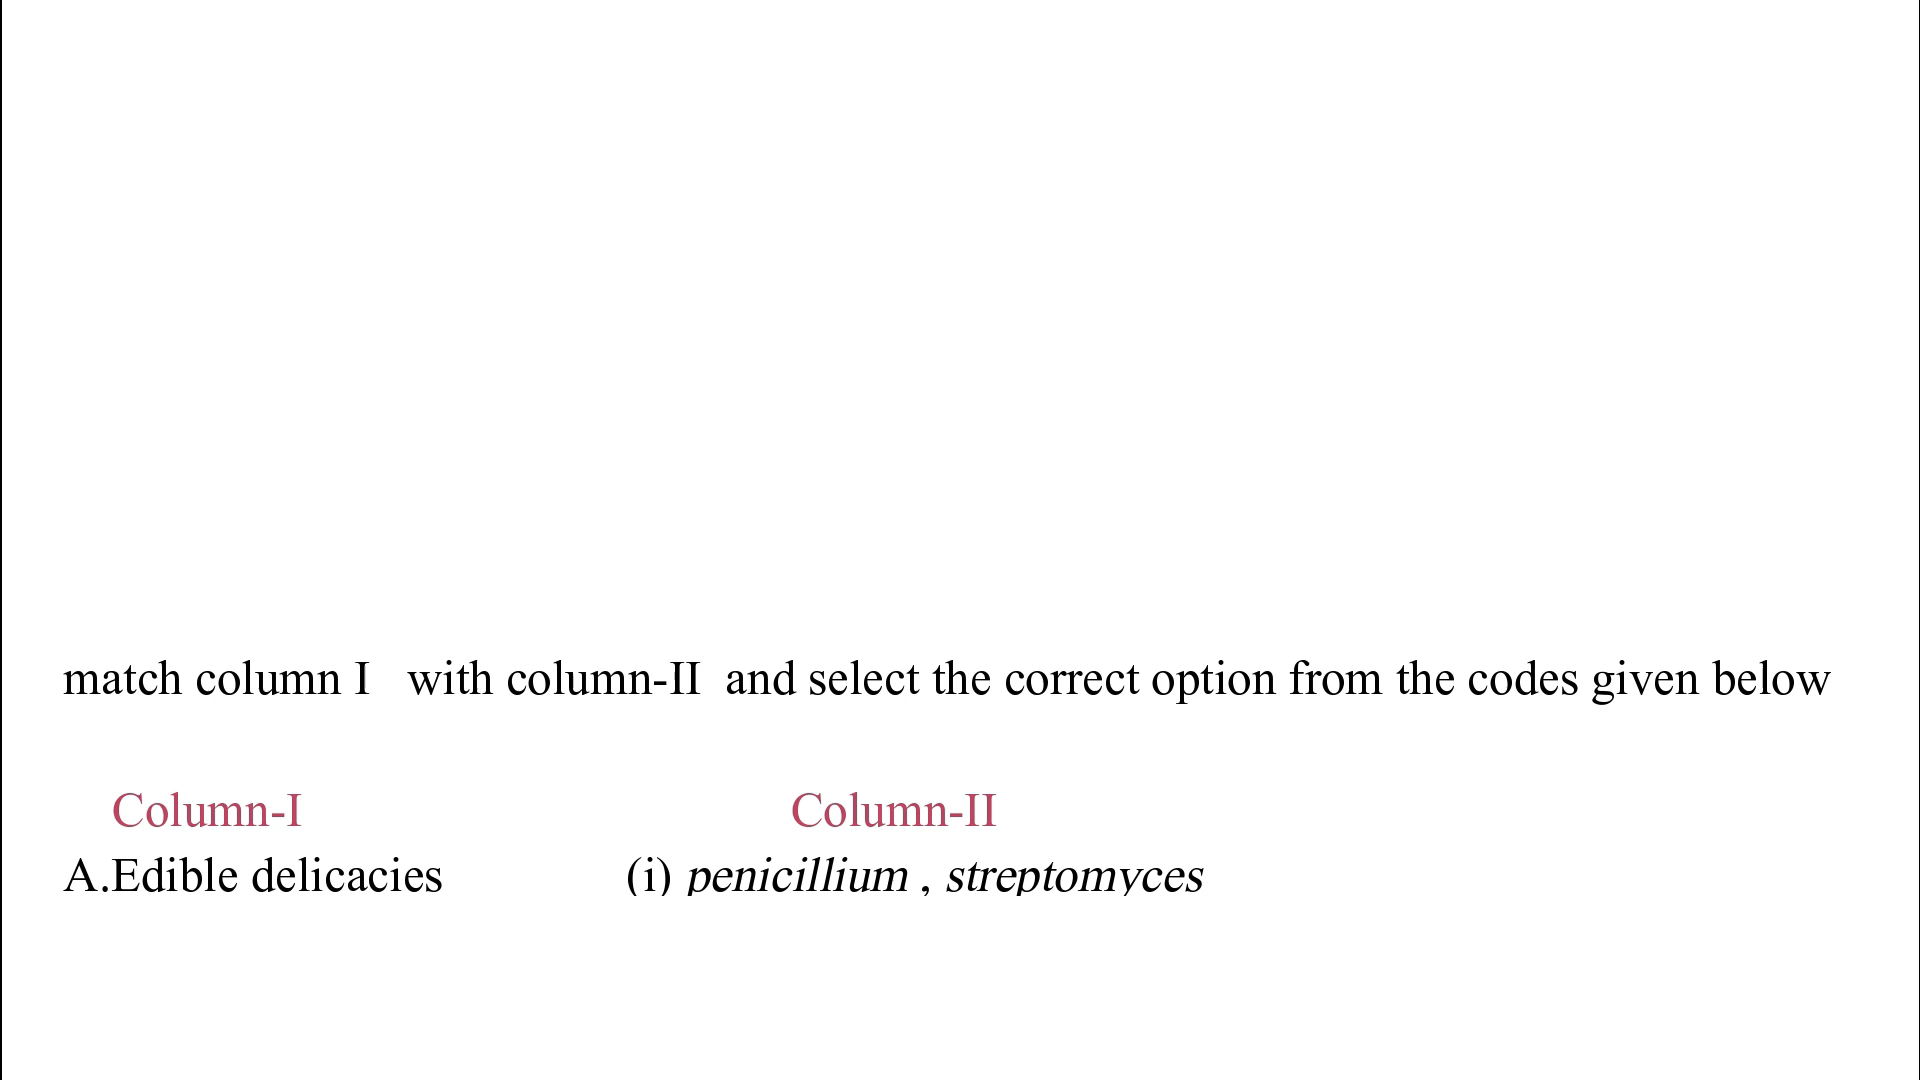 match column I with column-II and select the correct option from the codes given below
Column-I Column-II
A.Edible delicacies (i) penicillium , streptomyces